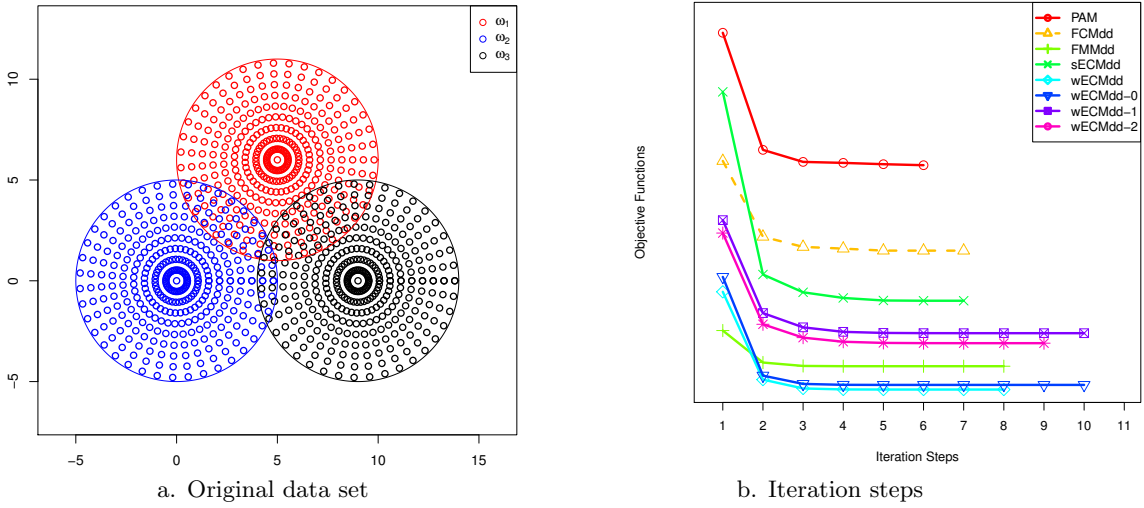 ω1
ω2
ω3
10
5
0
−5
−5 0 5 10 15
a. Original data set
PAM
FCMdd
FMMdd
sECMdd
wECMdd
wECMdd−0
wECMdd−1
wECMdd−2
Objective Functions
1 2 3 4 5 6 7 8 9 10 11
Iteration Steps
b. Iteration steps